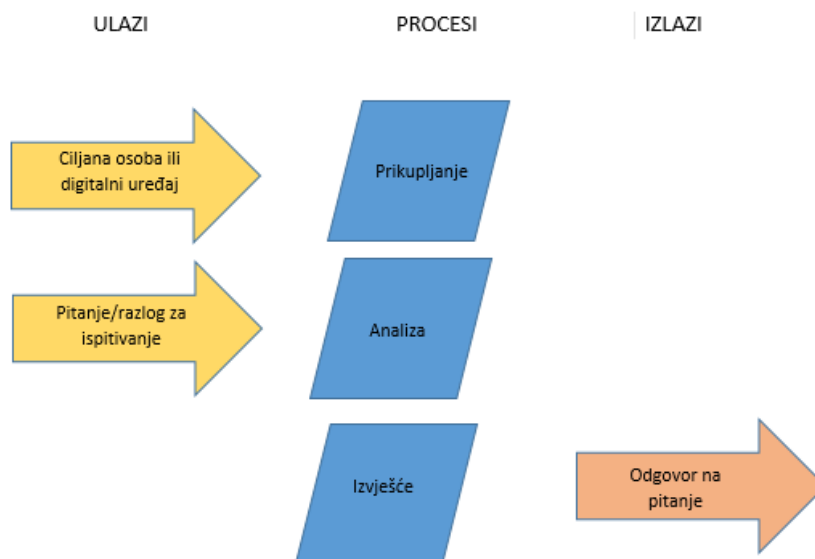 ULAZI
PROCESI
IZLAZI
Ciljana osoba ili
digitalni uređaj
Prikupljanje
Pitanje/razlog za
ispitivanje
Analiza
Izvješće
Odgovor na
pitanje